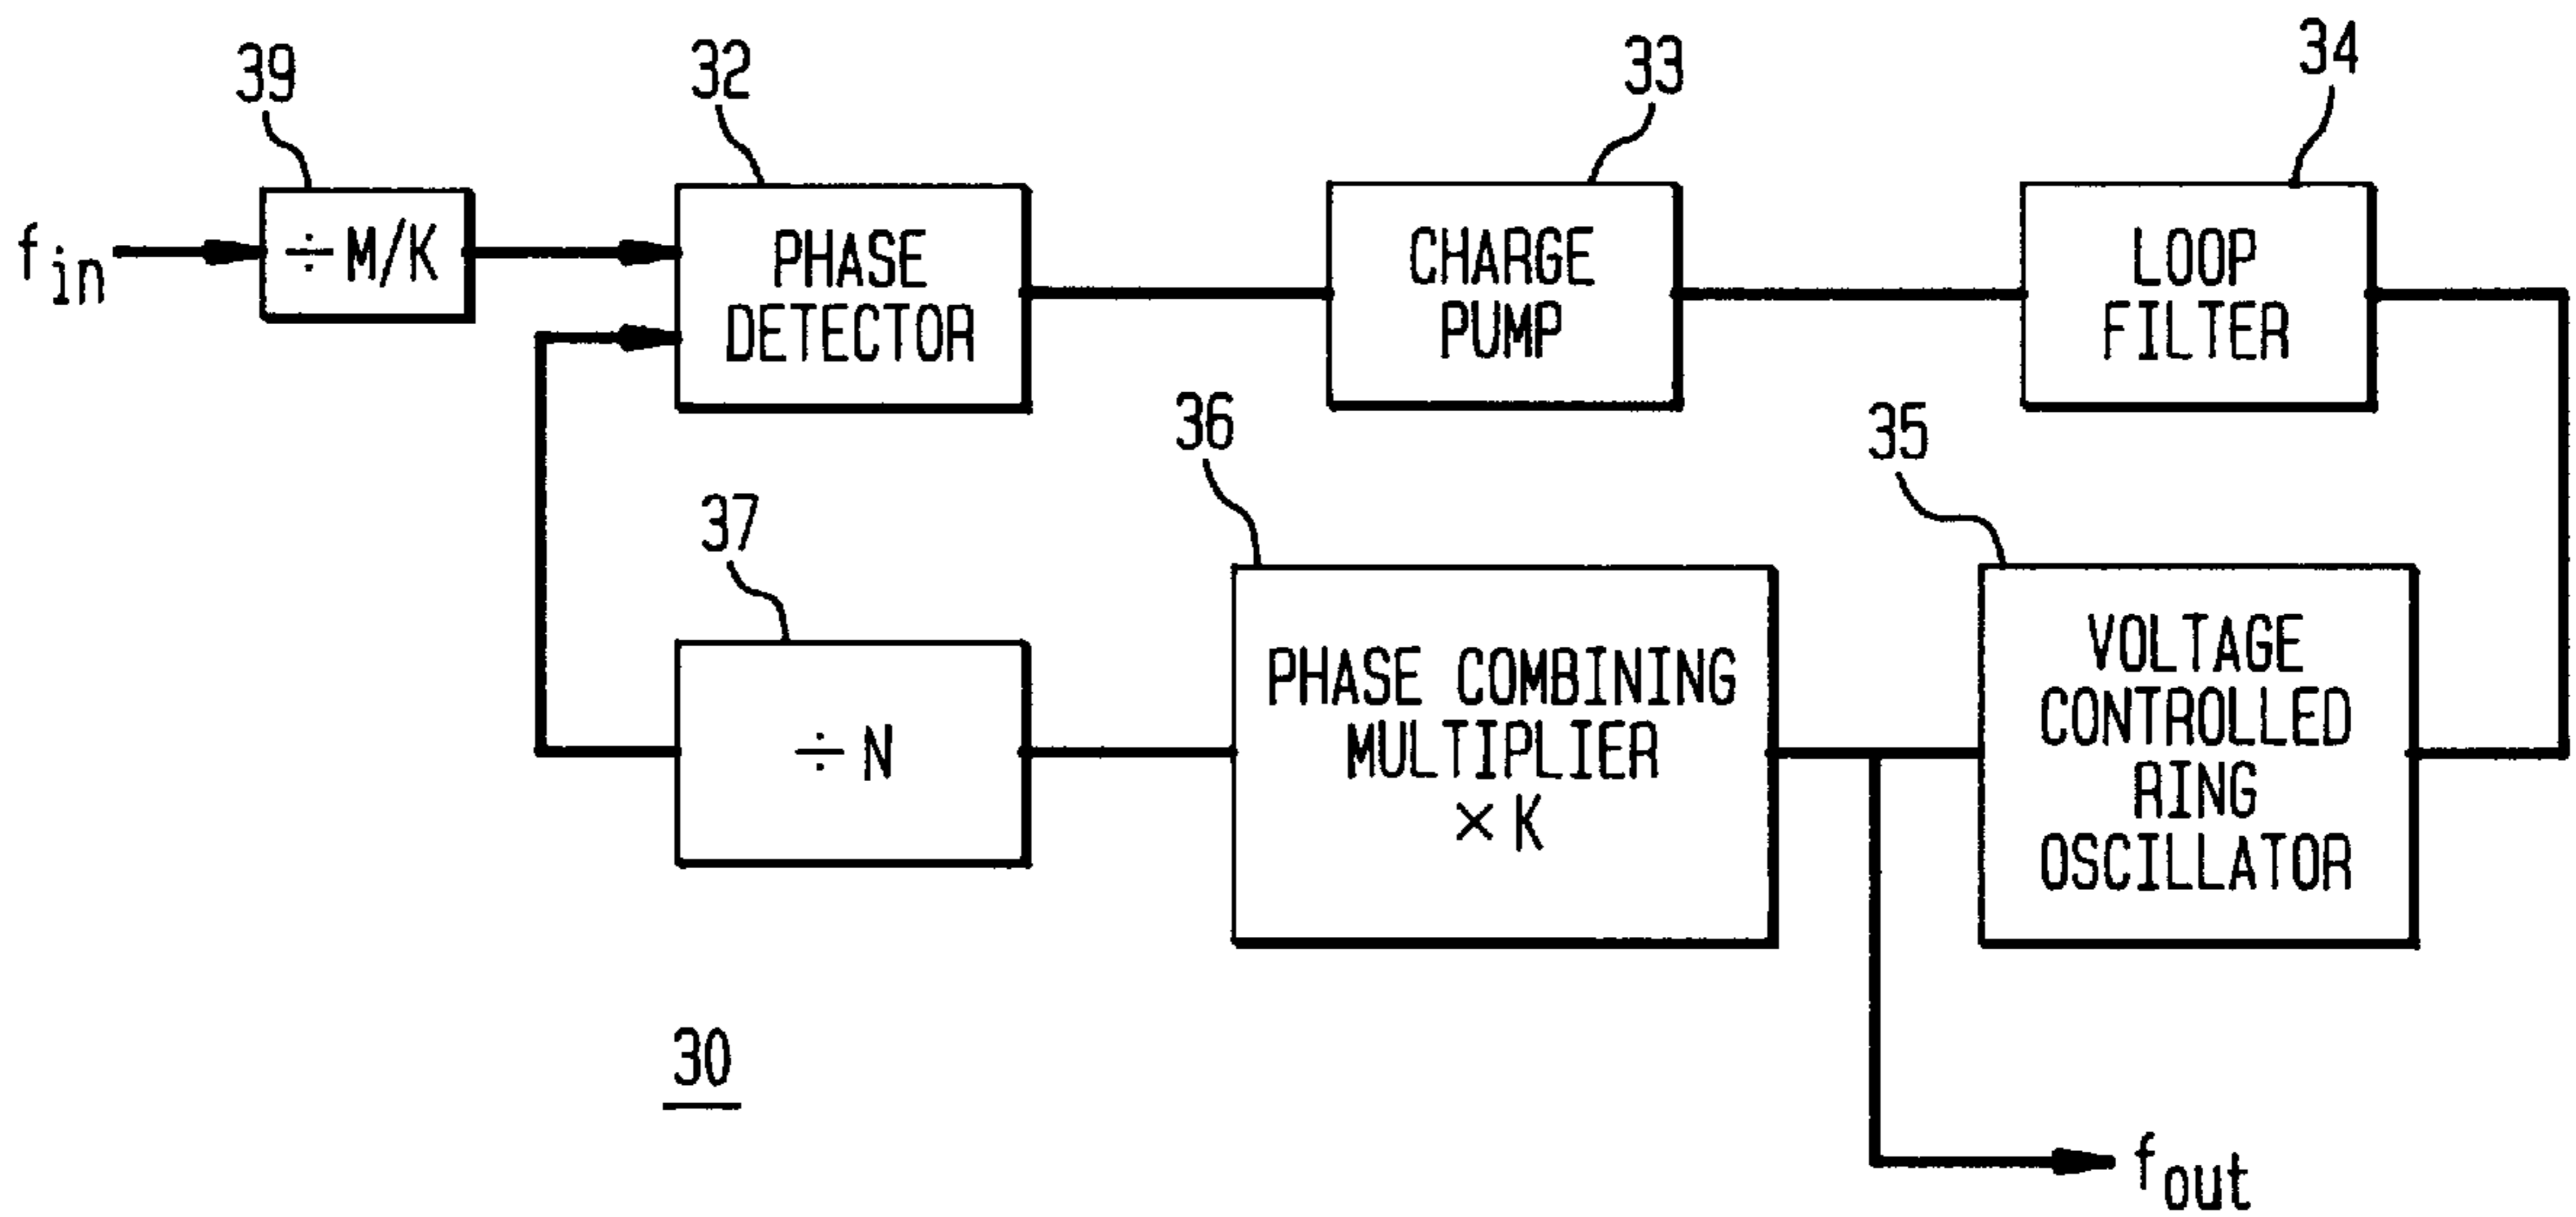 39
32
33
34
f_in
÷ M/K
PHASE
DETECTOR
CHARGE
PUMP
LOOP
FILTER
37
36
35
÷ N
PHASE COMBINING
MULTIPLIER
× K
VOLTAGE
CONTROLLED
RING
OSCILLATOR
30
f_out